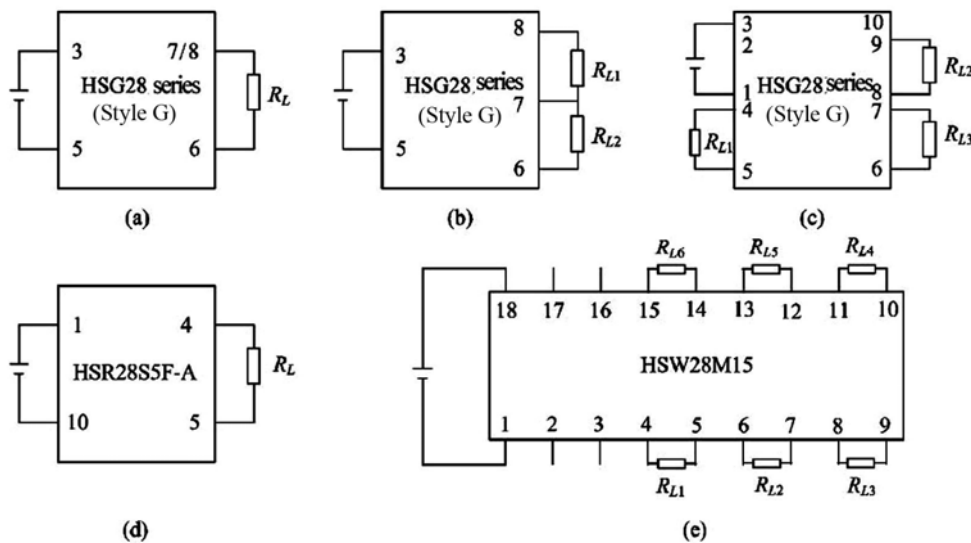 3 7/8
HSG28 series
(Style G)
R_L
5 6
(a)
8
3
HSG28 series
(Style G)
7
R_L1
R_L2
5
6
(b)
3 10
2 9
HSG28 series
(Style G)
R_L2
1 8
4 7
R_L1
R_L3
5 6
(c)
1 4
HSR28S5F-A
R_L
10 5
(d)
R_L6 R_L5 R_L4
18 17 16 15 14 13 12 11 10
HSW28M15
1 2 3 4 5 6 7 8 9
R_L1 R_L2 R_L3
(e)